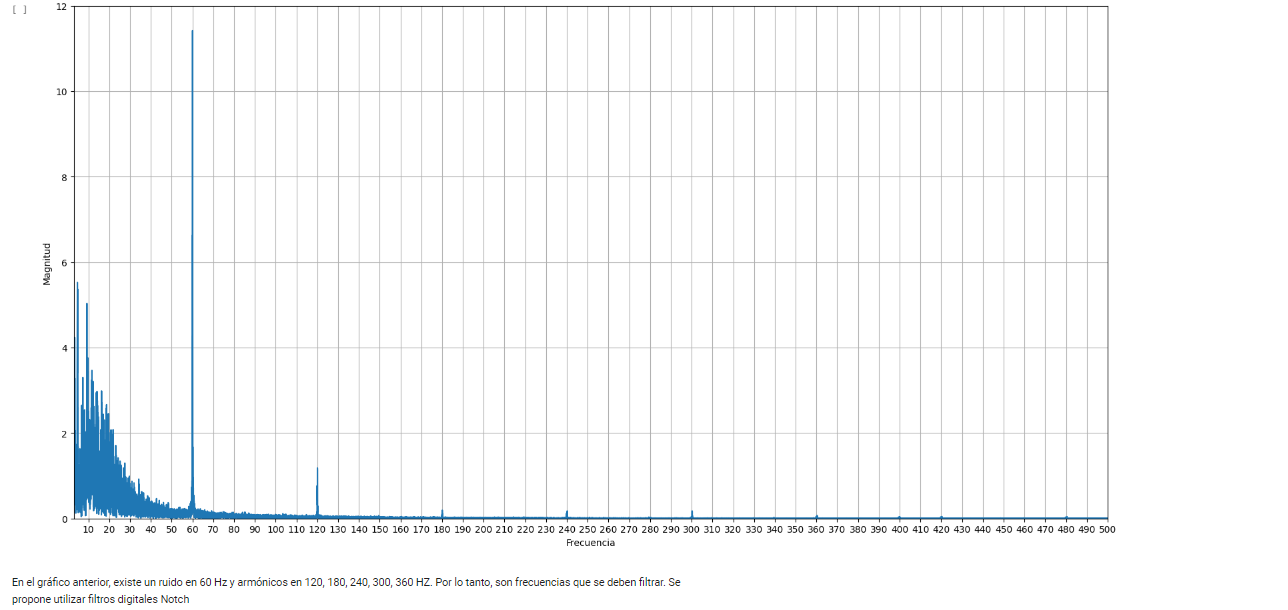 [ ]
12
10
8
6
4
2
0
Magnitud
10 20 30 40 50 60 70 80 90 100 110 120 130 140 150 160 170 180 190 200 210 220 230 240 250 260 270 280 290 300 310 320 330 340 350 360 370 380 390 400 410 420 430 440 450 460 470 480 490 500
Frecuencia
En el gráfico anterior, existe un ruido en 60 Hz y armónicos en 120, 180, 240, 300, 360 HZ. Por lo tanto, son frecuencias que se deben filtrar. Se
propone utilizar filtros digitales Notch